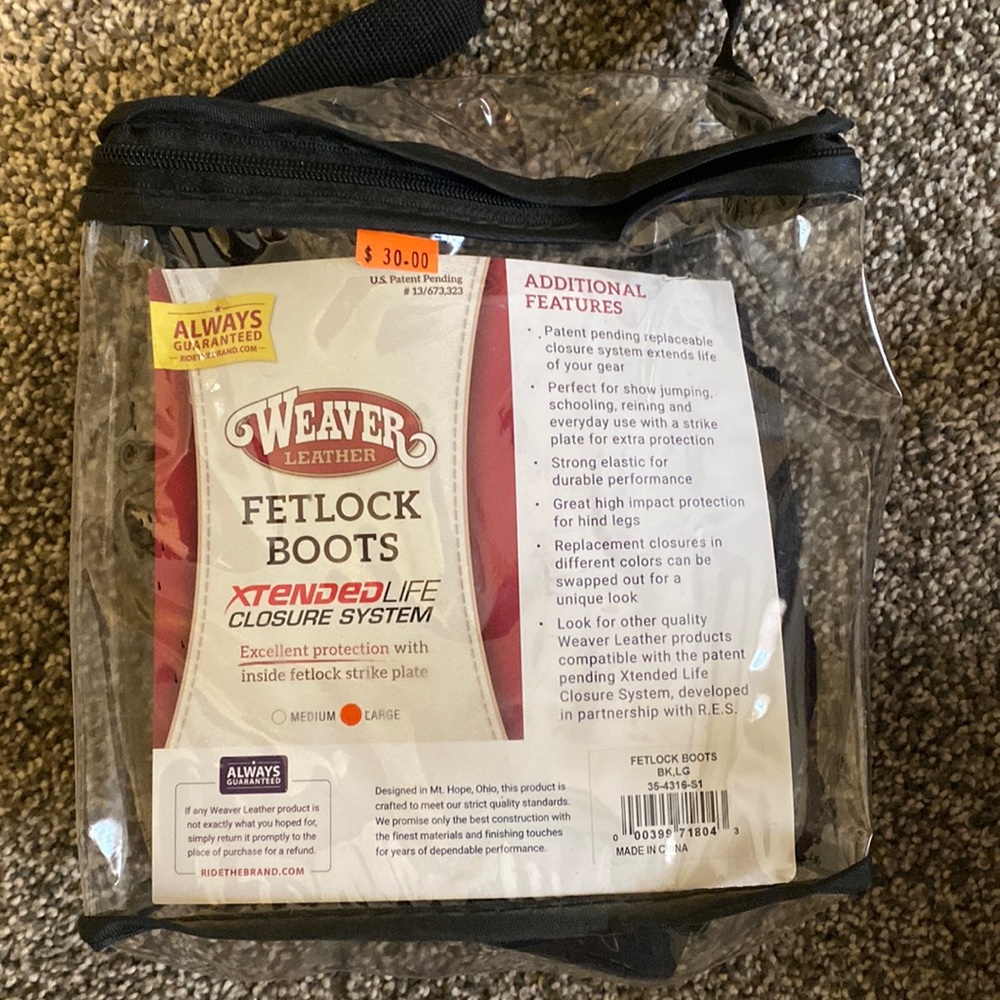 $ 30.00
U.S. Patent Pending
# 13/673,323
ALWAYS
GUARANTEED
RIDETHEBRAND.COM
WEAVER
LEATHER
FETLOCK
BOOTS
XTENDEDLIFE
CLOSURE SYSTEM
Excellent protection with
inside fetlock strike plate
MEDIUM LARGE
ADDITIONAL
FEATURES
• Patent pending replaceable
closure system extends life
of your gear
• Perfect for show jumping,
schooling, reining and
everyday use with a strike
plate for extra protection
• Strong elastic for
durable performance
• Great high impact protection
for hind legs
• Replacement closures in
different colors can be
swapped out for a
unique look
• Look for other quality
Weaver Leather products
compatible with the patent
pending Xtended Life
Closure System, developed
in partnership with R.E.S.
ALWAYS
GUARANTEED
If any Weaver Leather product is
not exactly what you hoped for,
simply return it promptly to the
place of purchase for a refund.
RIDETHEBRAND.COM
Designed in Mt. Hope, Ohio, this product is
crafted to meet our strict quality standards.
We promise only the best construction with
the finest materials and finishing touches
for years of dependable performance.
FETLOCK BOOTS
BK,LG
35-4316-S1
0 00399 71804 3
MADE IN CHINA